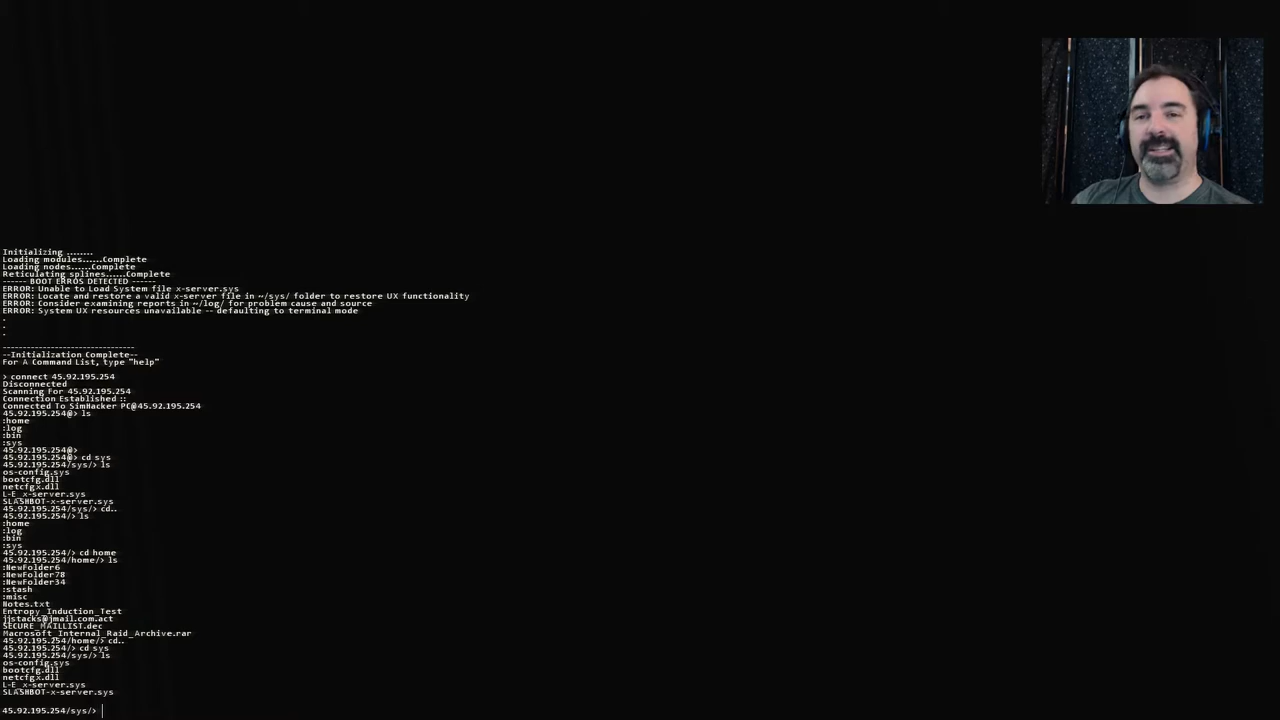 Initializing ........
Loading modules......Complete
Loading nodes......Complete
Reticulating splines......Complete
------ BOOT ERROS DETECTED ------
ERROR: Unable to Load System file x-server.sys
ERROR: Locate and restore a valid x-server file in ~/sys/ folder to restore UX functionality
ERROR: Consider examining reports in ~/log/ for problem cause and source
ERROR: System UX resources unavailable -- defaulting to terminal mode
.
.
.
---------------------------------
--Initialization Complete--
For A Command List, type "help"
> connect 45.92.195.254
Disconnected
Scanning For 45.92.195.254
Connection Established ::
Connected To SimHacker PC@45.92.195.254
45.92.195.254@> ls
:home
:log
:bin
:sys
45.92.195.254@>
45.92.195.254@> cd sys
45.92.195.254/sys/> ls
os-config.sys
bootcfg.dll
netcfgx.dll
L-E_x-server.sys
SLASHBOT-x-server.sys
45.92.195.254/sys/> cd..
45.92.195.254/> ls
:home
:log
:bin
:sys
45.92.195.254/> cd home
45.92.195.254/home/> ls
:NewFolder6
:NewFolder78
:NewFolder34
:stash
:misc
Notes.txt
Entropy_Induction_Test
jjstacks@jmail.com.act
SECURE_MAILLIST.dec
Macrosoft_Internal_Raid_Archive.rar
45.92.195.254/home/> cd..
45.92.195.254/> cd sys
45.92.195.254/sys/> ls
os-config.sys
bootcfg.dll
netcfgx.dll
L-E_x-server.sys
SLASHBOT-x-server.sys
45.92.195.254/sys/>